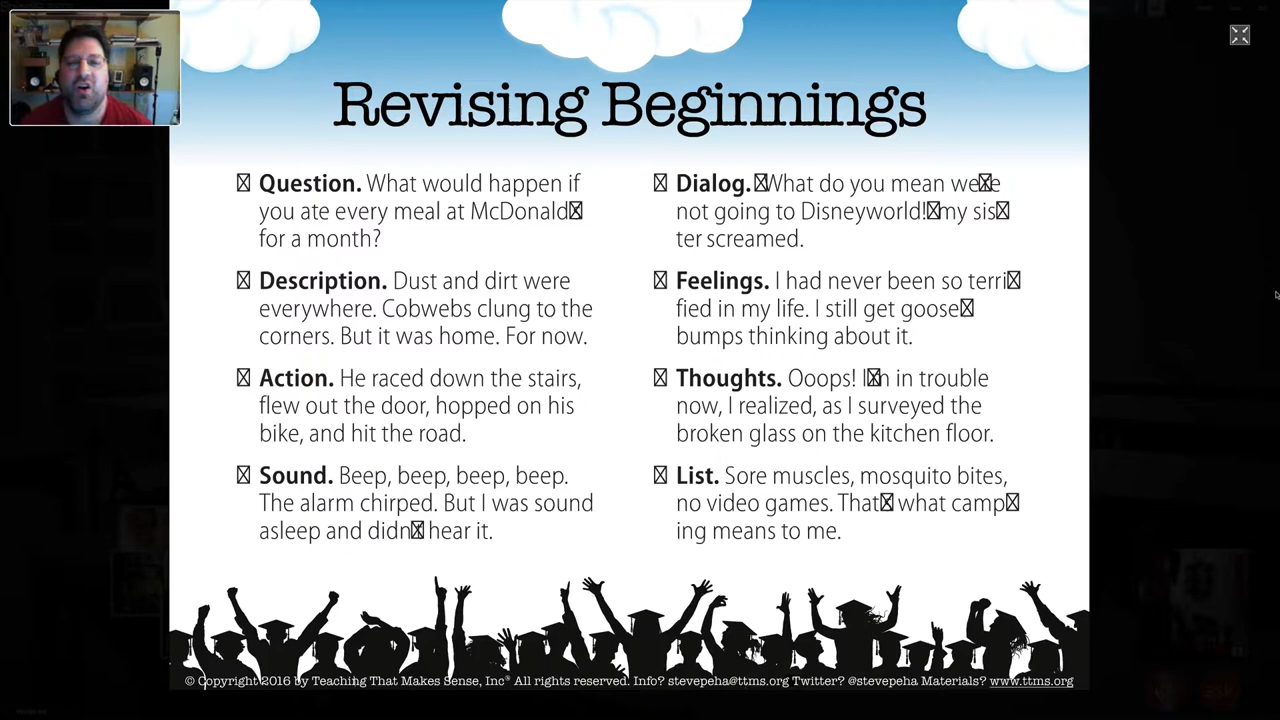 Revising Beginnings
☒ Question. What would happen if
you ate every meal at McDonald☒
for a month?
☒ Description. Dust and dirt were
everywhere. Cobwebs clung to the
corners. But it was home. For now.
☒ Action. He raced down the stairs,
flew out the door, hopped on his
bike, and hit the road.
☒ Sound. Beep, beep, beep, beep.
The alarm chirped. But I was sound
asleep and didn☒ hear it.
☒ Dialog. ☒What do you mean we☒e
not going to Disneyworld!☒ my sis☒
ter screamed.
☒ Feelings. I had never been so terri☒
fied in my life. I still get goose☒
bumps thinking about it.
☒ Thoughts. Ooops! I☒n in trouble
now, I realized, as I surveyed the
broken glass on the kitchen floor.
☒ List. Sore muscles, mosquito bites,
no video games. That☒ what camp☒
ing means to me.
© Copyright 2016 by Teaching That Makes Sense, Inc® All rights reserved. Info? stevepeha@ttms.org Twitter? @stevepeha Materials? www.ttms.org